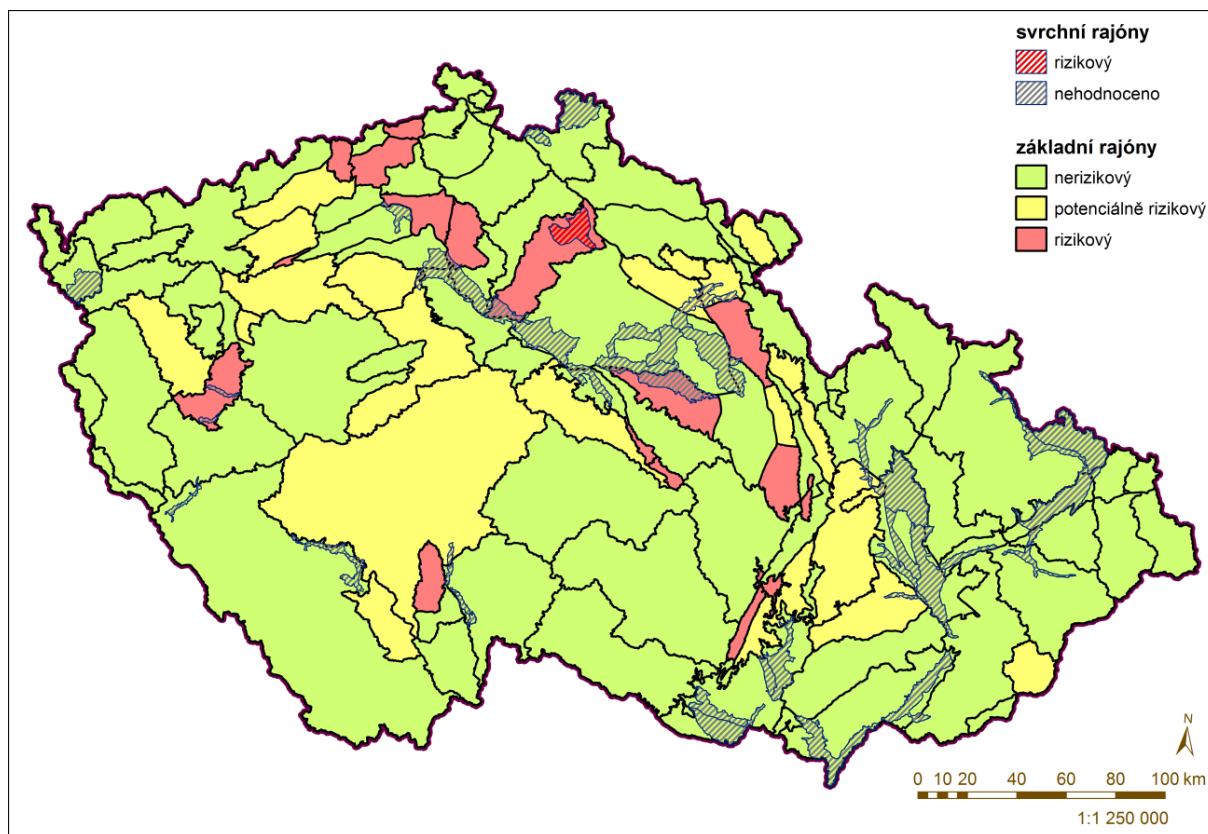 svrchní rajóny
rizikový
nehodnoceno
základní rajóny
nerizikový
potenciálně rizikový
rizikový
N
0 10 20 40 60 80 100 km
1:1 250 000